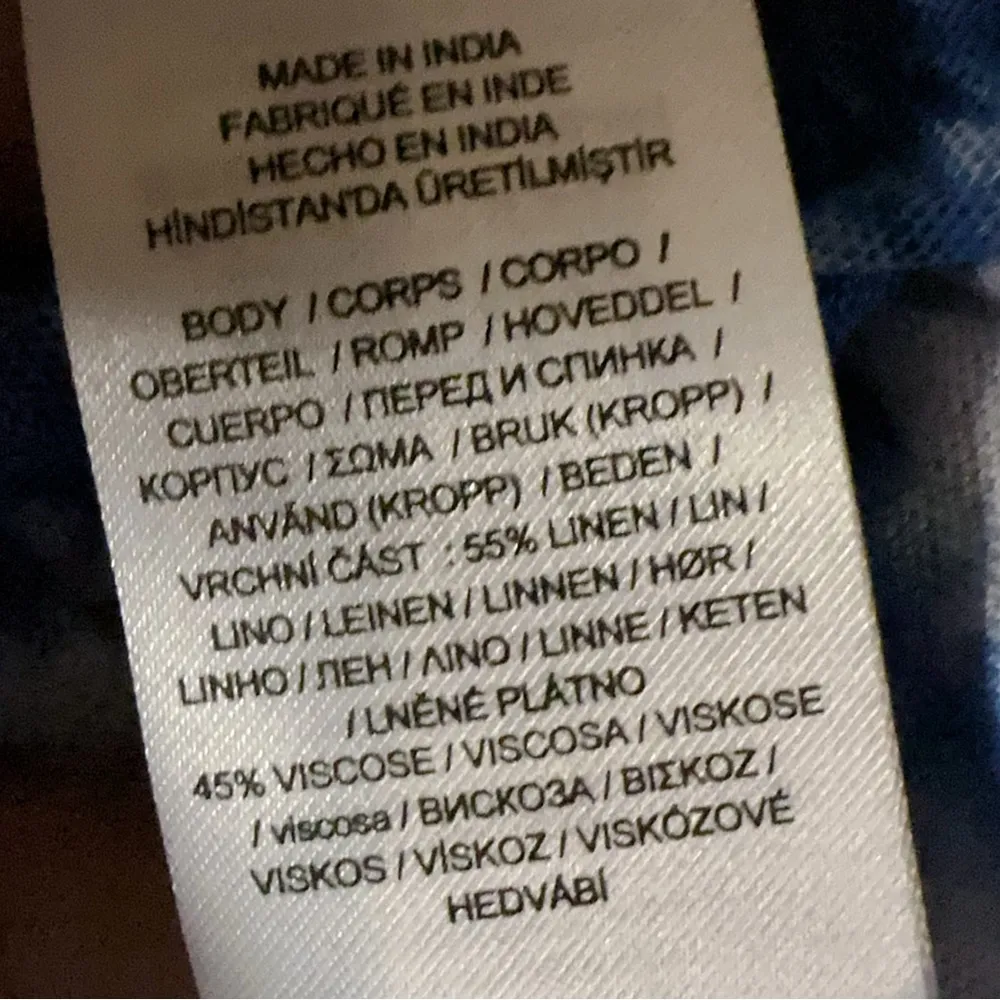 MADE IN INDIA
FABRIQUÉ EN INDE
HECHO EN INDIA
HİNDİSTAN'DA ÜRETİLMİŞTİR
BODY / CORPS / CORPO /
OBERTEIL / ROMP / HOVEDDEL /
CUERPO / ПЕРЕД И СПИНКА /
КОРПУС / ΣΩΜΑ / BRUK (KROPP) /
ANVÄND (KROPP) / BEDEN /
VRCHNÍ ČÁST : 55% LINEN / LIN /
LINO / LEINEN / LINNEN / HØR /
LINHO / ЛЕН / ΛΙΝΟ / LINNE / KETEN
/ LNĚNÉ PLÁTNO
45% VISCOSE / VISCOSA / VISKOSE
/ viscosa / ВИСКОЗА / ΒΙΣΚΟΖ /
VISKOS / VİSKOZ / VISKÓZOVÉ
HEDVÁBÍ